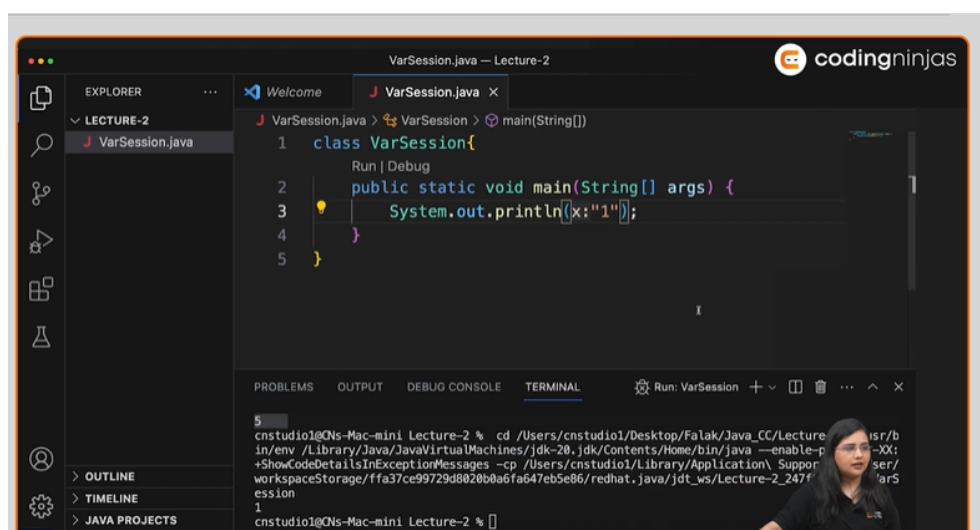 VarSession.java — Lecture-2
codingninjas
EXPLORER ...
Welcome
J VarSession.java ×
LECTURE-2
J VarSession.java
J VarSession.java > VarSession > main(String[])
1 class VarSession{
Run | Debug
2 public static void main(String[] args) {
3 System.out.println(x:"1");
4 }
5 }
PROBLEMS OUTPUT DEBUG CONSOLE TERMINAL
Run: VarSession
5
cnstudio1@CNs-Mac-mini Lecture-2 % cd /Users/cnstudio1/Desktop/Falak/Java_CC/Lecture
in/env /Library/Java/JavaVirtualMachines/jdk-20.jdk/Contents/Home/bin/java XX:
+ShowCodeDetailsInExceptionMessages -cp /Users/cnstudio1/Library/Application\
workspaceStorage/ffa37ce99729d8020b0a6fa647eb5e86/redhat.java/jdt_ws/Lecture-2_247f
ession
1
cnstudio1@CNs-Mac-mini Lecture-2 %
OUTLINE
TIMELINE
JAVA PROJECTS